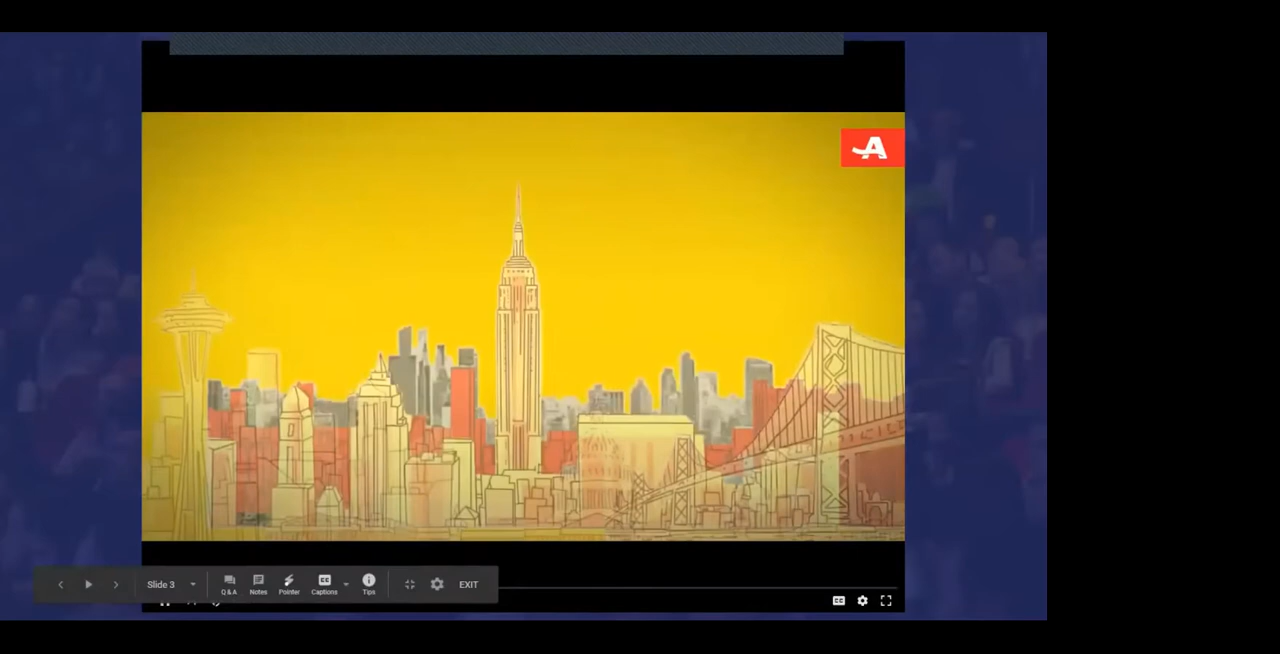 A
Slide 3
Q & A
Notes
Pointer
Captions
Tips
EXIT